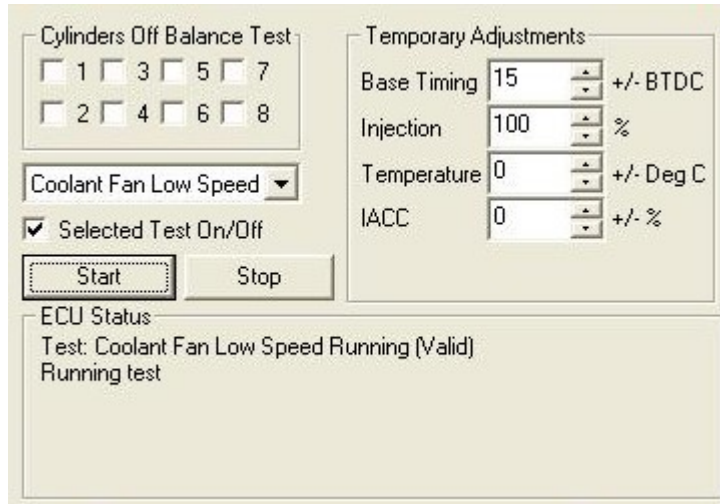 Cylinders Off Balance Test
1 3 5 7
2 4 6 8
Coolant Fan Low Speed
Selected Test On/Off
Start Stop
Temporary Adjustments
Base Timing 15 +/- BTDC
Injection 100 %
Temperature 0 +/- Deg C
IACC 0 +/- %
ECU Status
Test: Coolant Fan Low Speed Running (Valid)
Running test